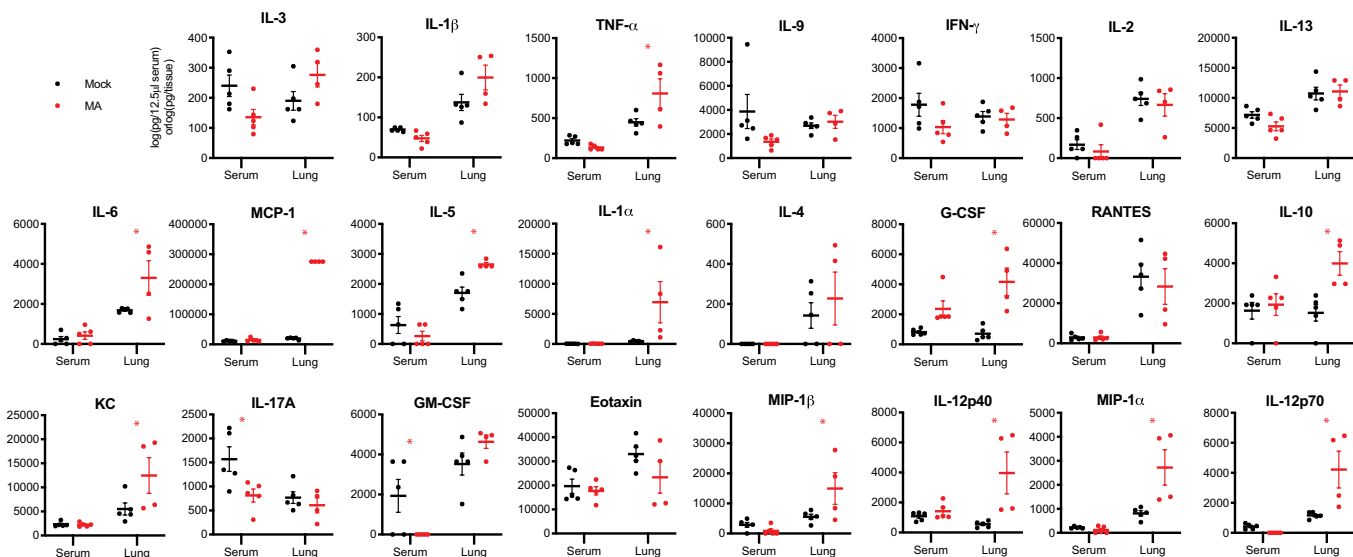 Mock
MA
log(pg/12.5μl serum)
orlog(pg/tissue)
IL-3
400
300
200
100
0
Serum Lung
IL-1β
300
200
100
0
Serum Lung
TNF-α
*
1500
1000
500
0
Serum Lung
IL-9
10000
8000
6000
4000
2000
0
Serum Lung
IFN-γ
4000
3000
2000
1000
0
Serum Lung
IL-2
1500
1000
500
0
Serum Lung
IL-13
20000
15000
10000
5000
0
Serum Lung
IL-6
*
6000
4000
2000
0
Serum Lung
MCP-1
*
400000
300000
200000
100000
0
Serum Lung
IL-5
*
5000
4000
3000
2000
1000
0
Serum Lung
IL-1α
*
20000
15000
10000
5000
0
Serum Lung
IL-4
600
400
200
0
Serum Lung
G-CSF
*
8000
6000
4000
2000
0
Serum Lung
RANTES
60000
40000
20000
0
Serum Lung
IL-10
*
6000
4000
2000
0
Serum Lung
KC
*
25000
20000
15000
10000
5000
0
Serum Lung
IL-17A
*
2500
2000
1500
1000
500
0
Serum Lung
GM-CSF
*
6000
4000
2000
0
Serum Lung
Eotaxin
50000
40000
30000
20000
10000
0
Serum Lung
MIP-1β
*
40000
30000
20000
10000
0
Serum Lung
IL-12p40
*
8000
6000
4000
2000
0
Serum Lung
MIP-1α
*
5000
4000
3000
2000
1000
0
Serum Lung
IL-12p70
*
8000
6000
4000
2000
0
Serum Lung